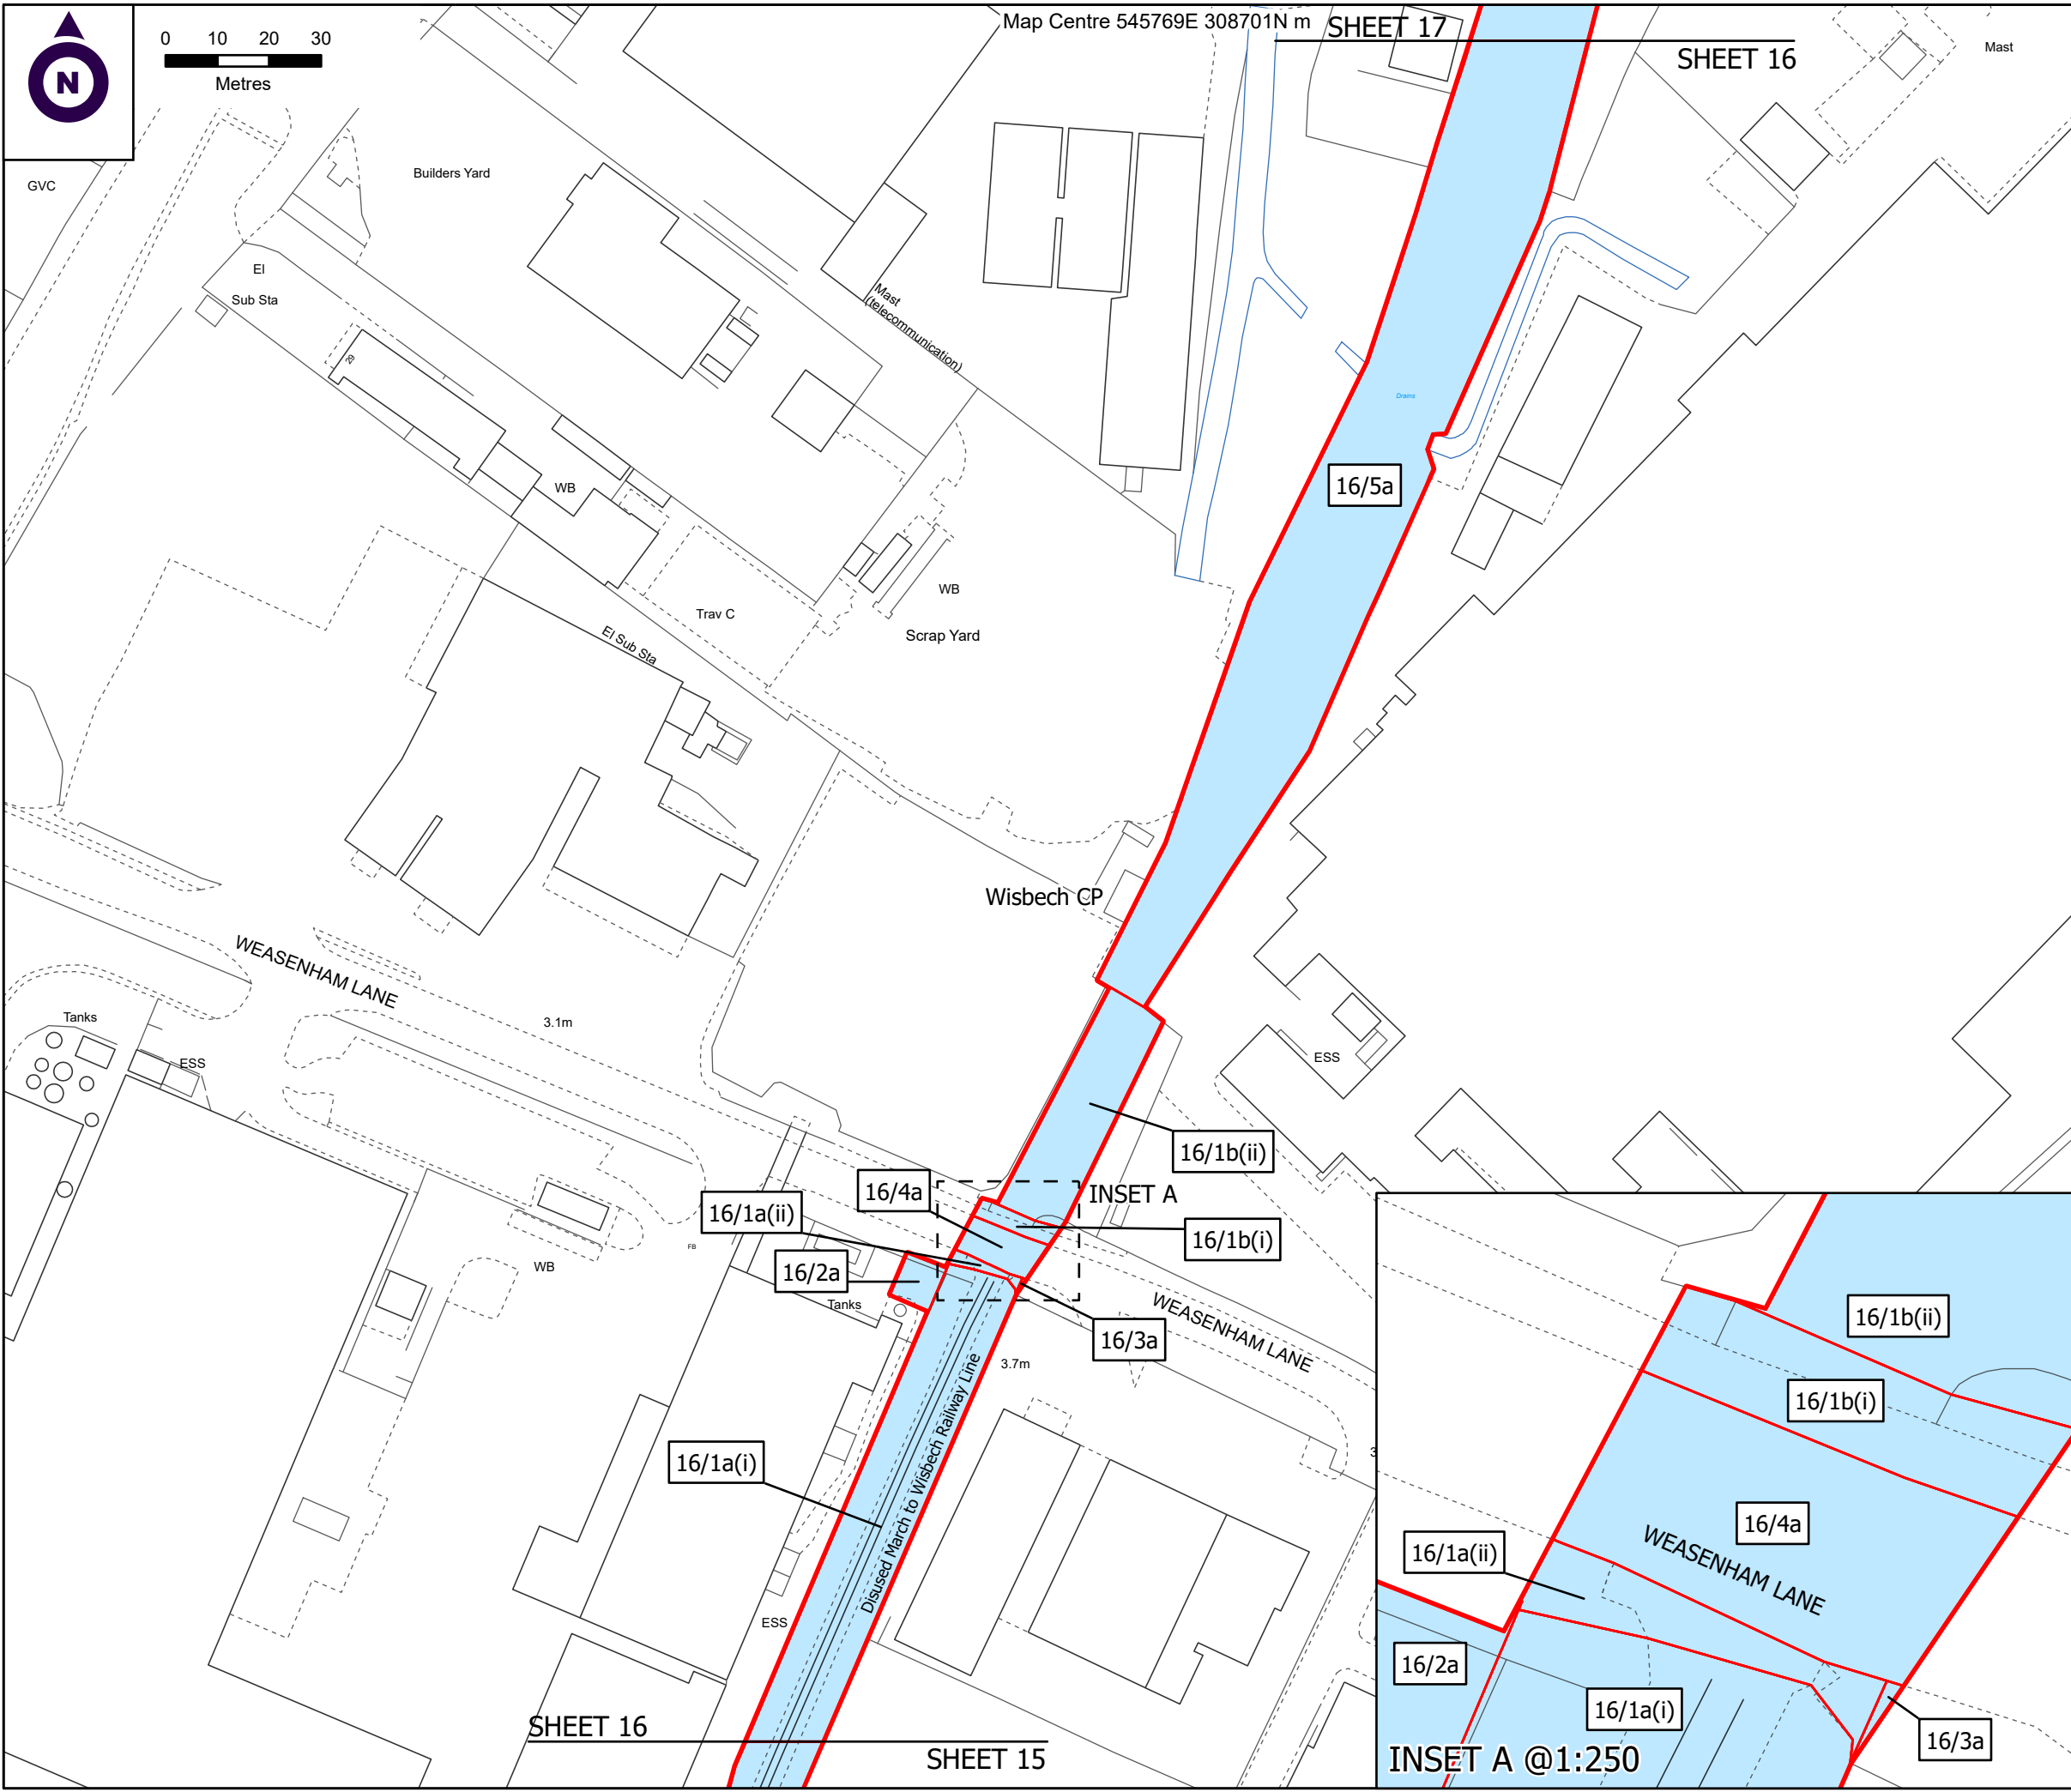 Map Centre 545769E 308701N m
SHEET 17
SHEET 16
N
0 10 20 30
Metres
Mast
GVC
Builders Yard
El
Sub Sta
Mast
(telecommunication)
29
Drains
16/5a
WB
WB
Trav C
Scrap Yard
El Sub Sta
Wisbech CP
WEASENHAM LANE
3.1m
Tanks
ESS
ESS
16/1b(ii)
16/4a
INSET A
16/1a(ii)
16/1b(i)
FB
WB
16/2a
Tanks
WEASENHAM LANE
16/3a
3.7m
Disused March to Wisbech Railway Line
16/1a(i)
ESS
SHEET 16
SHEET 15
16/1b(ii)
16/1b(i)
16/4a
WEASENHAM LANE
16/1a(ii)
16/2a
16/1a(i)
16/3a
INSET A @1:250